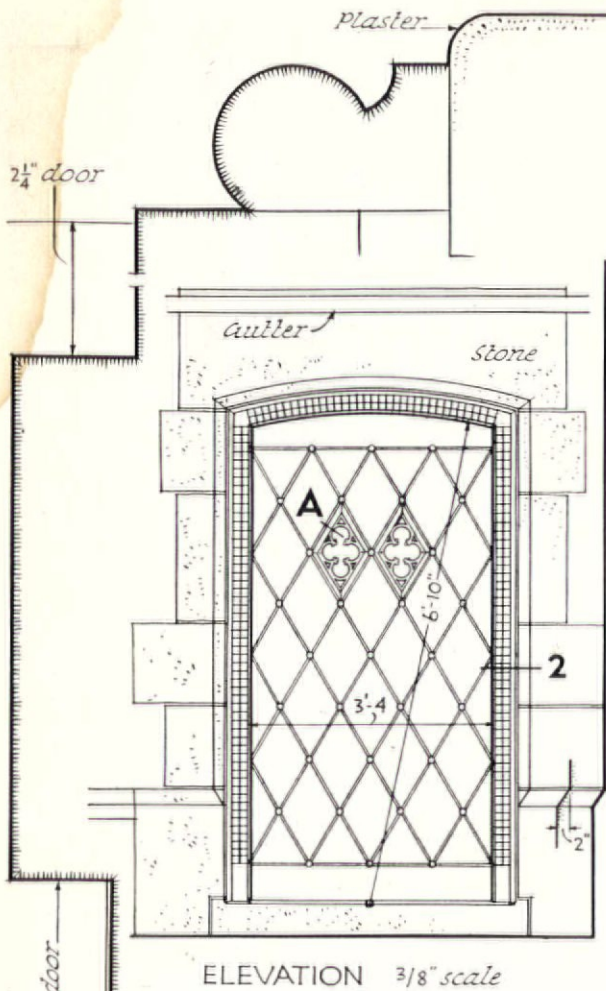 Plaster
2¼" door
Gutter
Stone
A
6'-10"
2
3'-4
2"
door
ELEVATION 3/8" scale